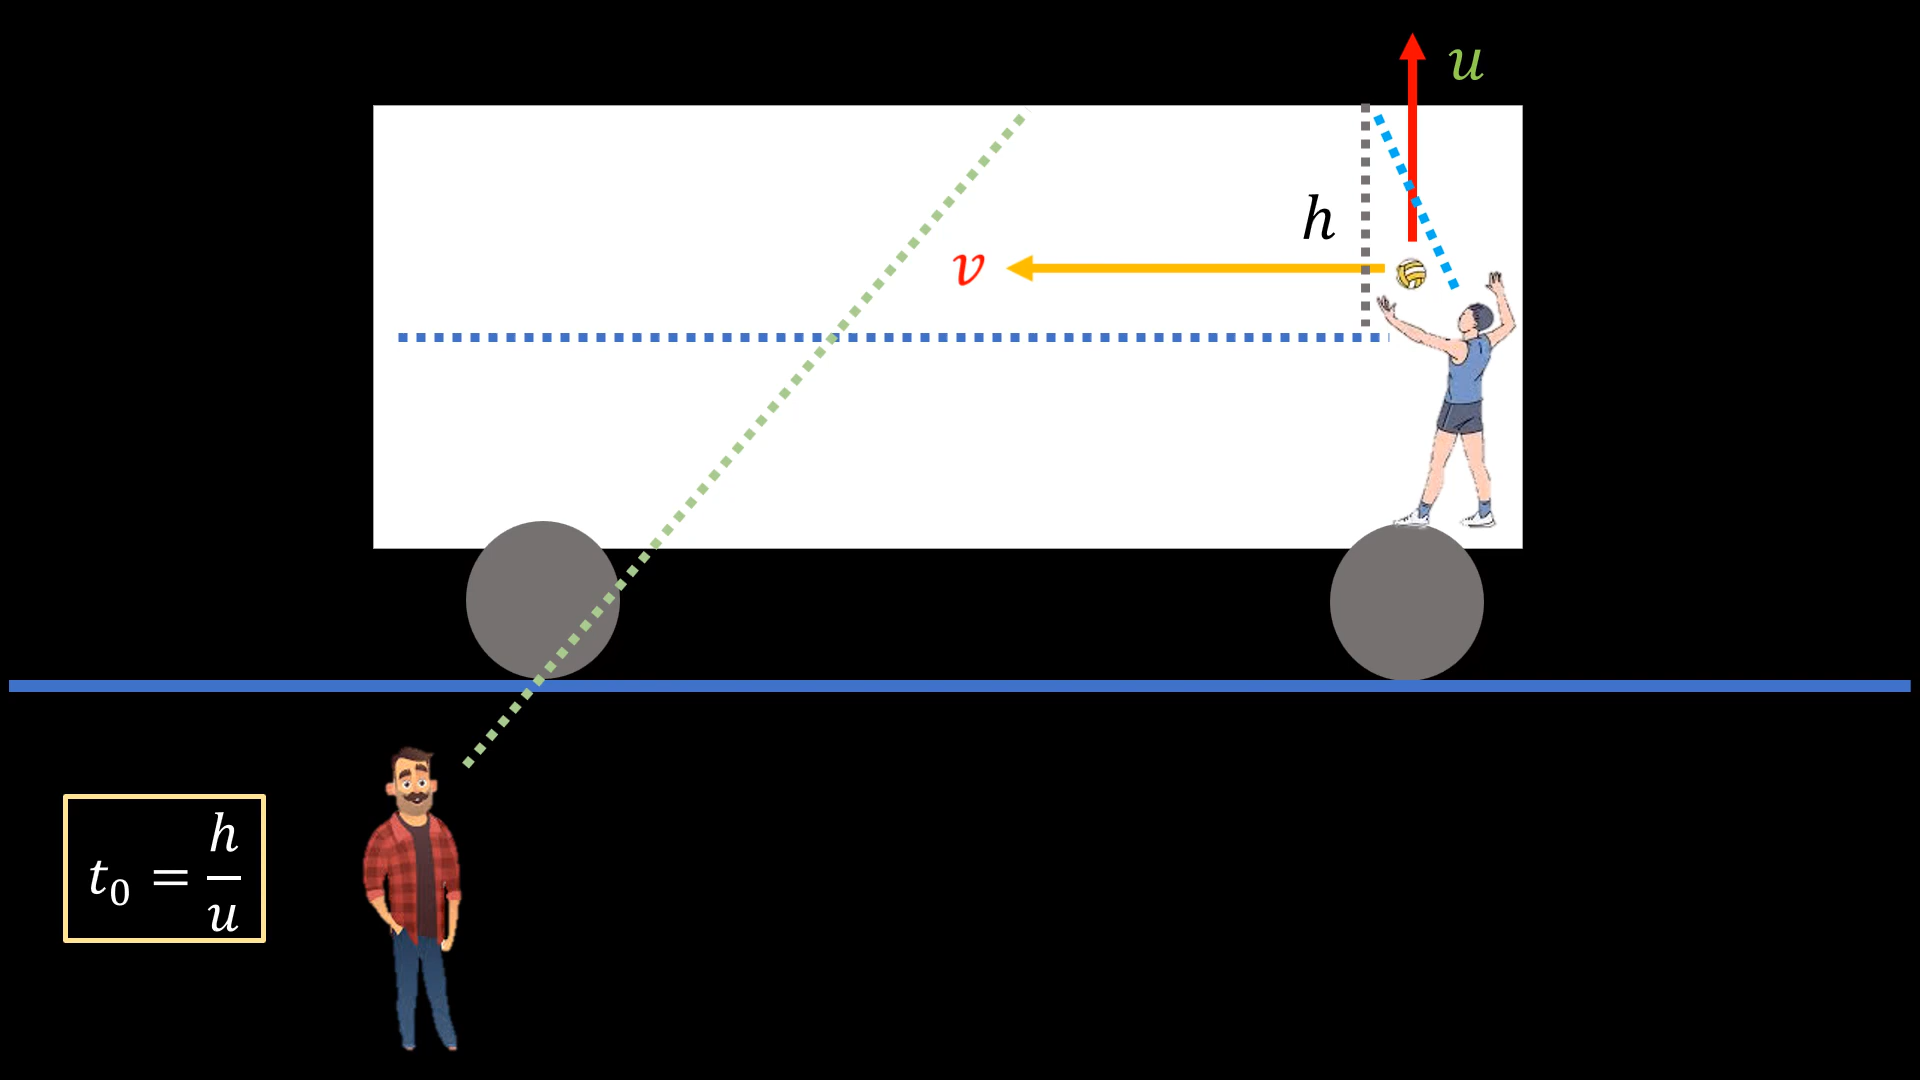 u
h
v
t₀ = h/u